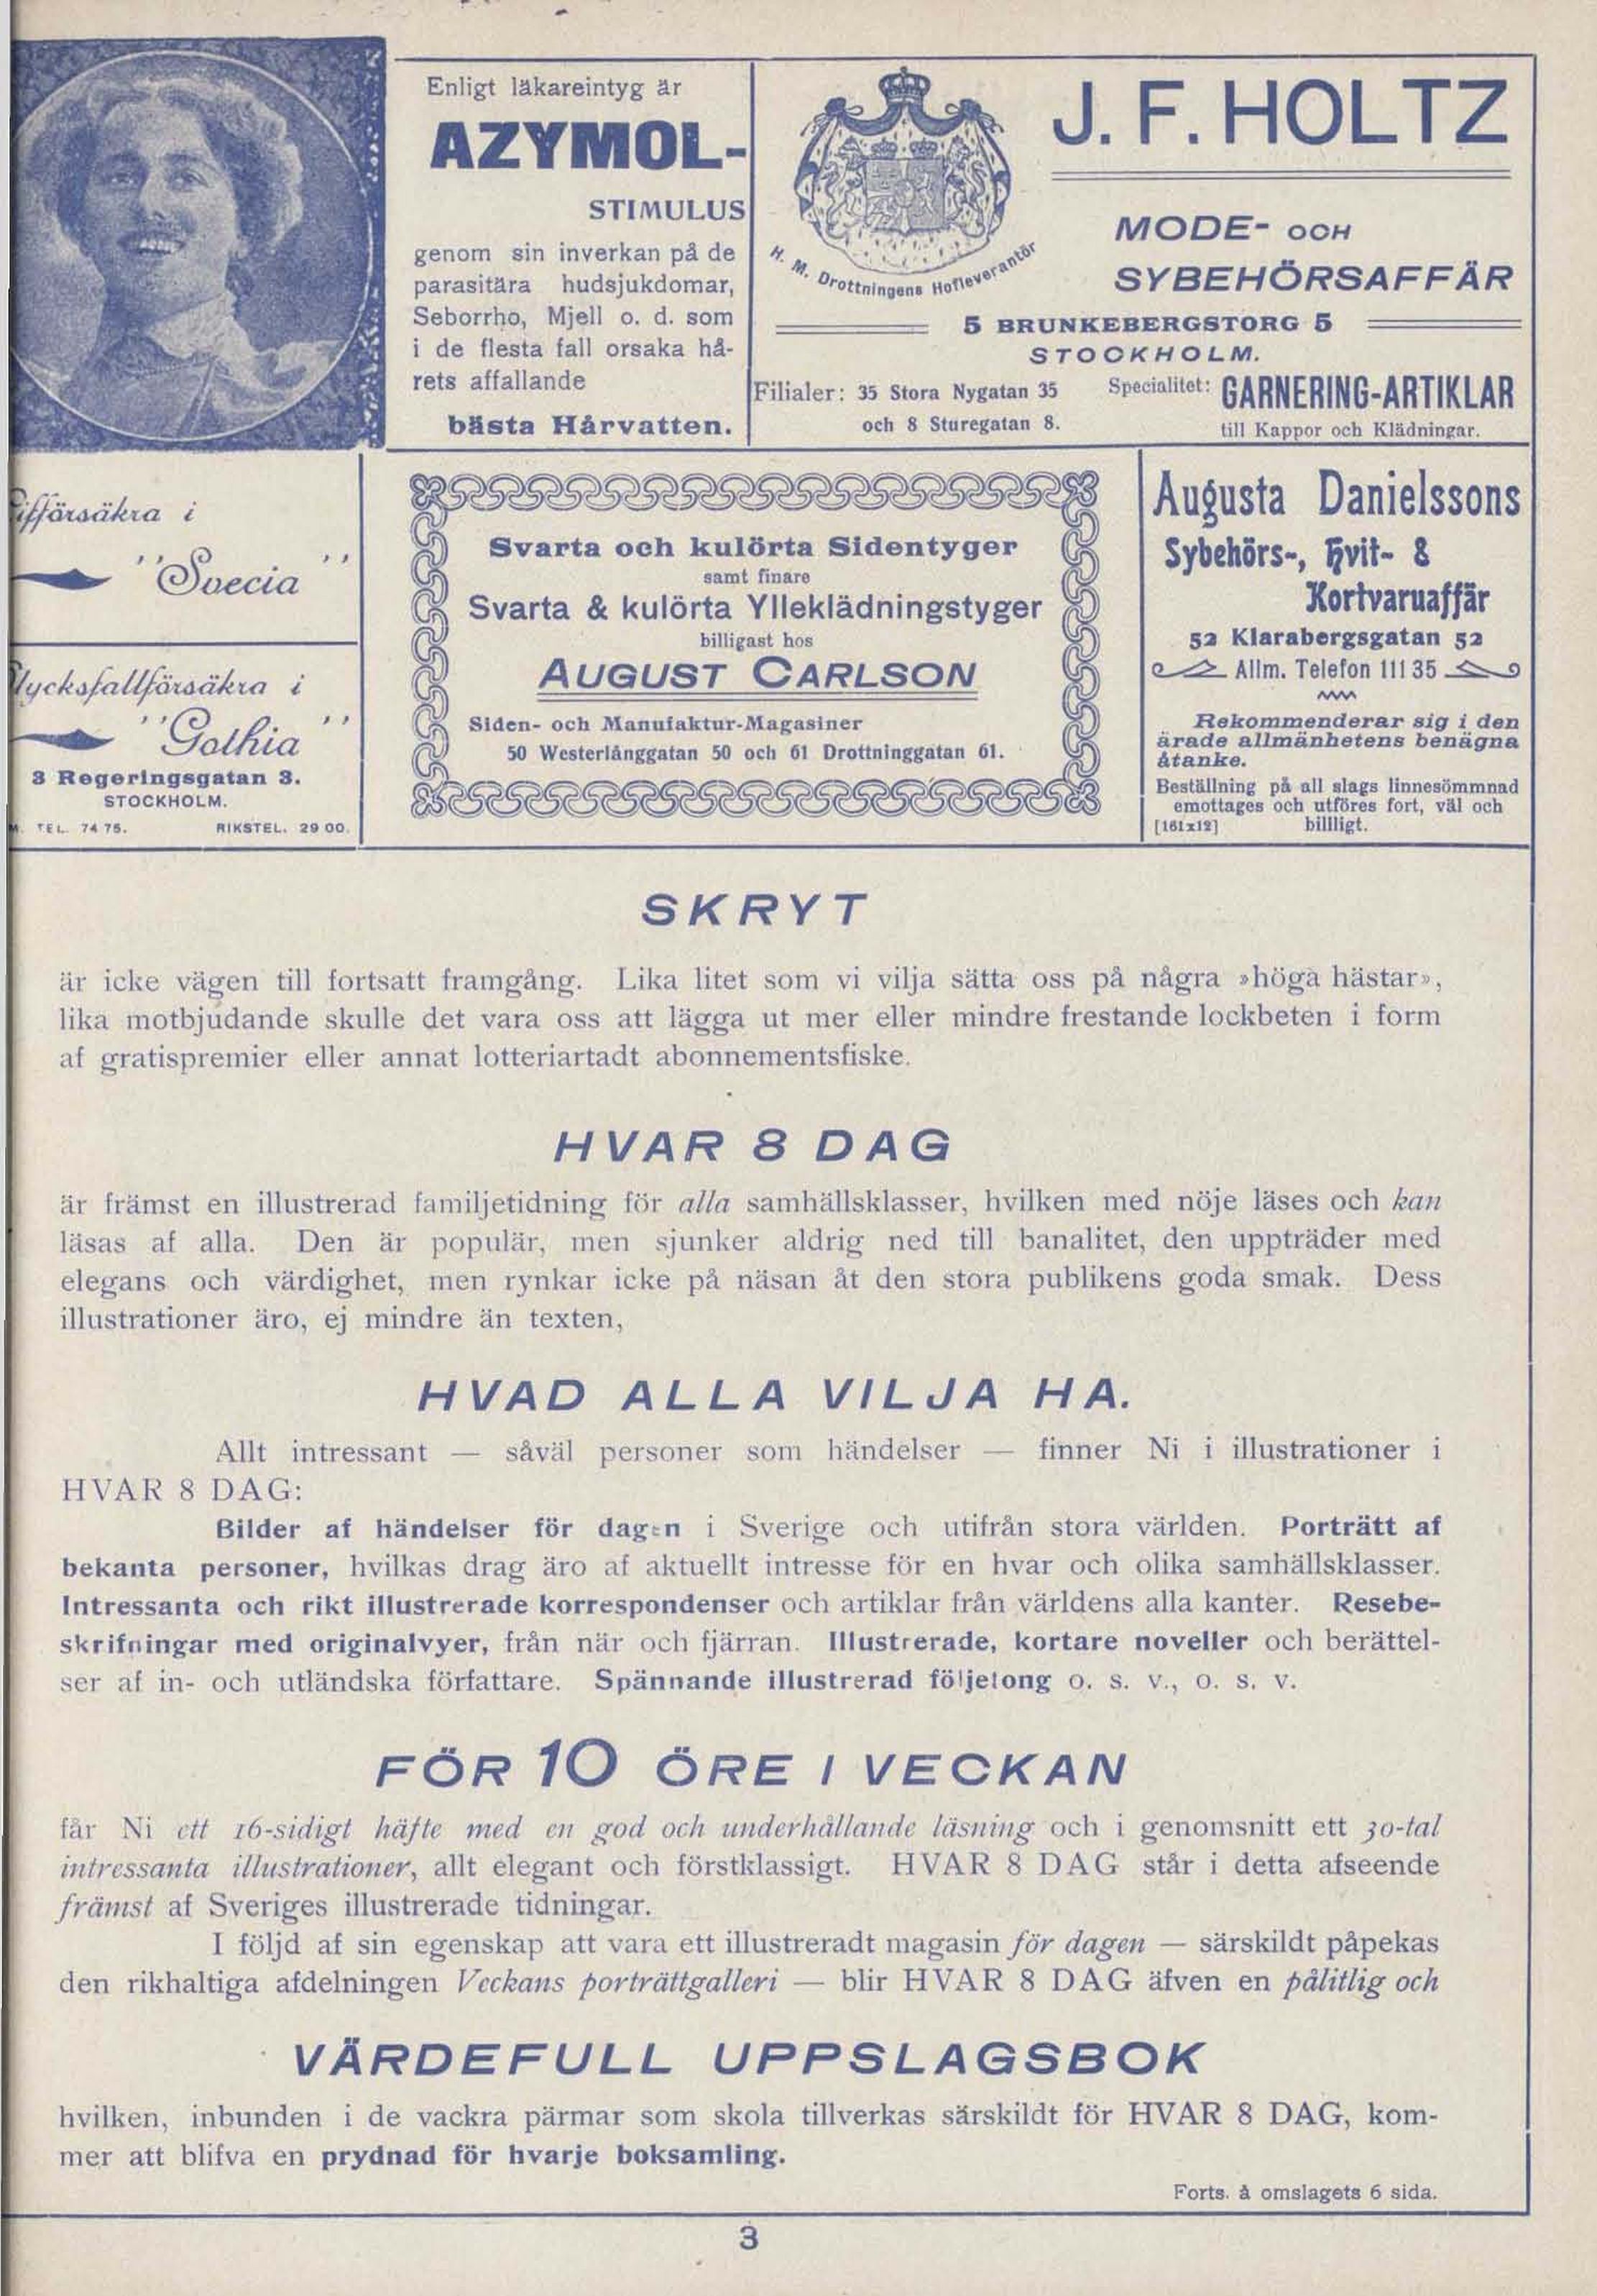 Enligt läkareintyg är
AZYMOL-
STIMULUS
genom sin inverkan på de
parasitära hudsjukdomar,
Seborrho, Mjell o. d. som
i de flesta fall orsaka hå-
rets affallande
bästa Hårvatten.
J. F. HOLTZ
H. M. Drottningens Hofleverantör
MODE- OCH
SYBEHÖRSAFFÄR
5 BRUNKEBERGSTORG 5
STOCKHOLM.
Filialer: 35 Stora Nygatan 35
och 8 Sturegatan 8.
Specialitet: GARNERING-ARTIKLAR
till Kappor och Klädningar.
ifförsäkra i
''Svecia''
lycksfallförsäkra i
''Gothia''
3 Regeringsgatan 3.
STOCKHOLM.
TEL. 74 75. RIKSTEL. 29 00.
Svarta och kulörta Sidentyger
samt finare
Svarta & kulörta Ylleklädningstyger
billigast hos
AUGUST CARLSON
Siden- och Manufaktur-Magasiner
50 Westerlånggatan 50 och 61 Drottninggatan 61.
Augusta Danielssons
Sybehörs-, Hvit- &
Kortvaruaffär
52 Klarabergsgatan 52
Allm. Telefon 111 35
Rekommenderar sig i den
ärade allmänhetens benägna
åtanke.
Beställning på all slags linnesömmnad
emottages och utföres fort, väl och
[161x12] billligt.
SKRYT
är icke vägen till fortsatt framgång. Lika litet som vi vilja sätta oss på några »höga hästar»,
lika motbjudande skulle det vara oss att lägga ut mer eller mindre frestande lockbeten i form
af gratispremier eller annat lotteriartadt abonnementsfiske.
HVAR 8 DAG
är främst en illustrerad familjetidning för alla samhällsklasser, hvilken med nöje läses och kan
läsas af alla. Den är populär, men sjunker aldrig ned till banalitet, den uppträder med
elegans och värdighet, men rynkar icke på näsan åt den stora publikens goda smak. Dess
illustrationer äro, ej mindre än texten,
HVAD ALLA VILJA HA.
Allt intressant — såväl personer som händelser — finner Ni i illustrationer i
HVAR 8 DAG:
Bilder af händelser för dagen i Sverige och utifrån stora världen. Porträtt af
bekanta personer, hvilkas drag äro af aktuellt intresse för en hvar och olika samhällsklasser.
Intressanta och rikt illustrerade korrespondenser och artiklar från världens alla kanter. Resebe-
skrifningar med originalvyer, från när och fjärran. Illustrerade, kortare noveller och berättel-
ser af in- och utländska författare. Spännande illustrerad följetong o. s. v., o. s. v.
FÖR 10 ÖRE I VECKAN
får Ni ett 16-sidigt häfte med en god och underhållande läsning och i genomsnitt ett 30-tal
intressanta illustrationer, allt elegant och förstklassigt. HVAR 8 DAG står i detta afseende
främst af Sveriges illustrerade tidningar.
I följd af sin egenskap att vara ett illustreradt magasin för dagen — särskildt påpekas
den rikhaltiga afdelningen Veckans porträttgalleri — blir HVAR 8 DAG äfven en pålitlig och
VÄRDEFULL UPPSLAGSBOK
hvilken, inbunden i de vackra pärmar som skola tillverkas särskildt för HVAR 8 DAG, kom-
mer att blifva en prydnad för hvarje boksamling.
Forts. å omslagets 6 sida.
3